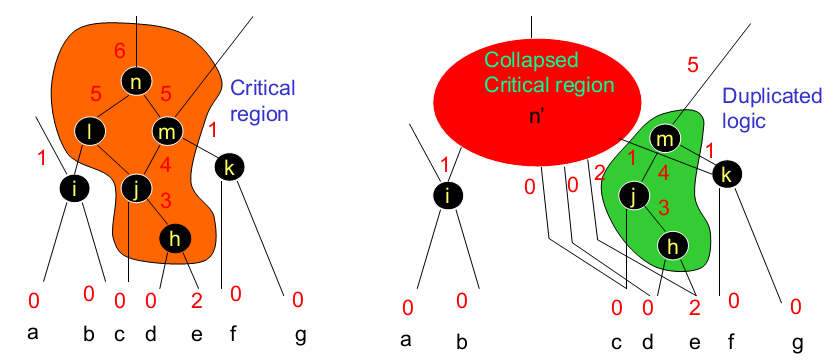 6
n
5
5
Critical
region
l
m
1
1
4
k
i
j
3
h
0
0
0
0
2
0
0
a
b
c
d
e
f
g
Collapsed
Critical region
n'
5
Duplicated
logic
m
1
1
1
4
k
i
0
0
2
j
3
h
0
0
0
0
2
0
0
a
b
c
d
e
f
g